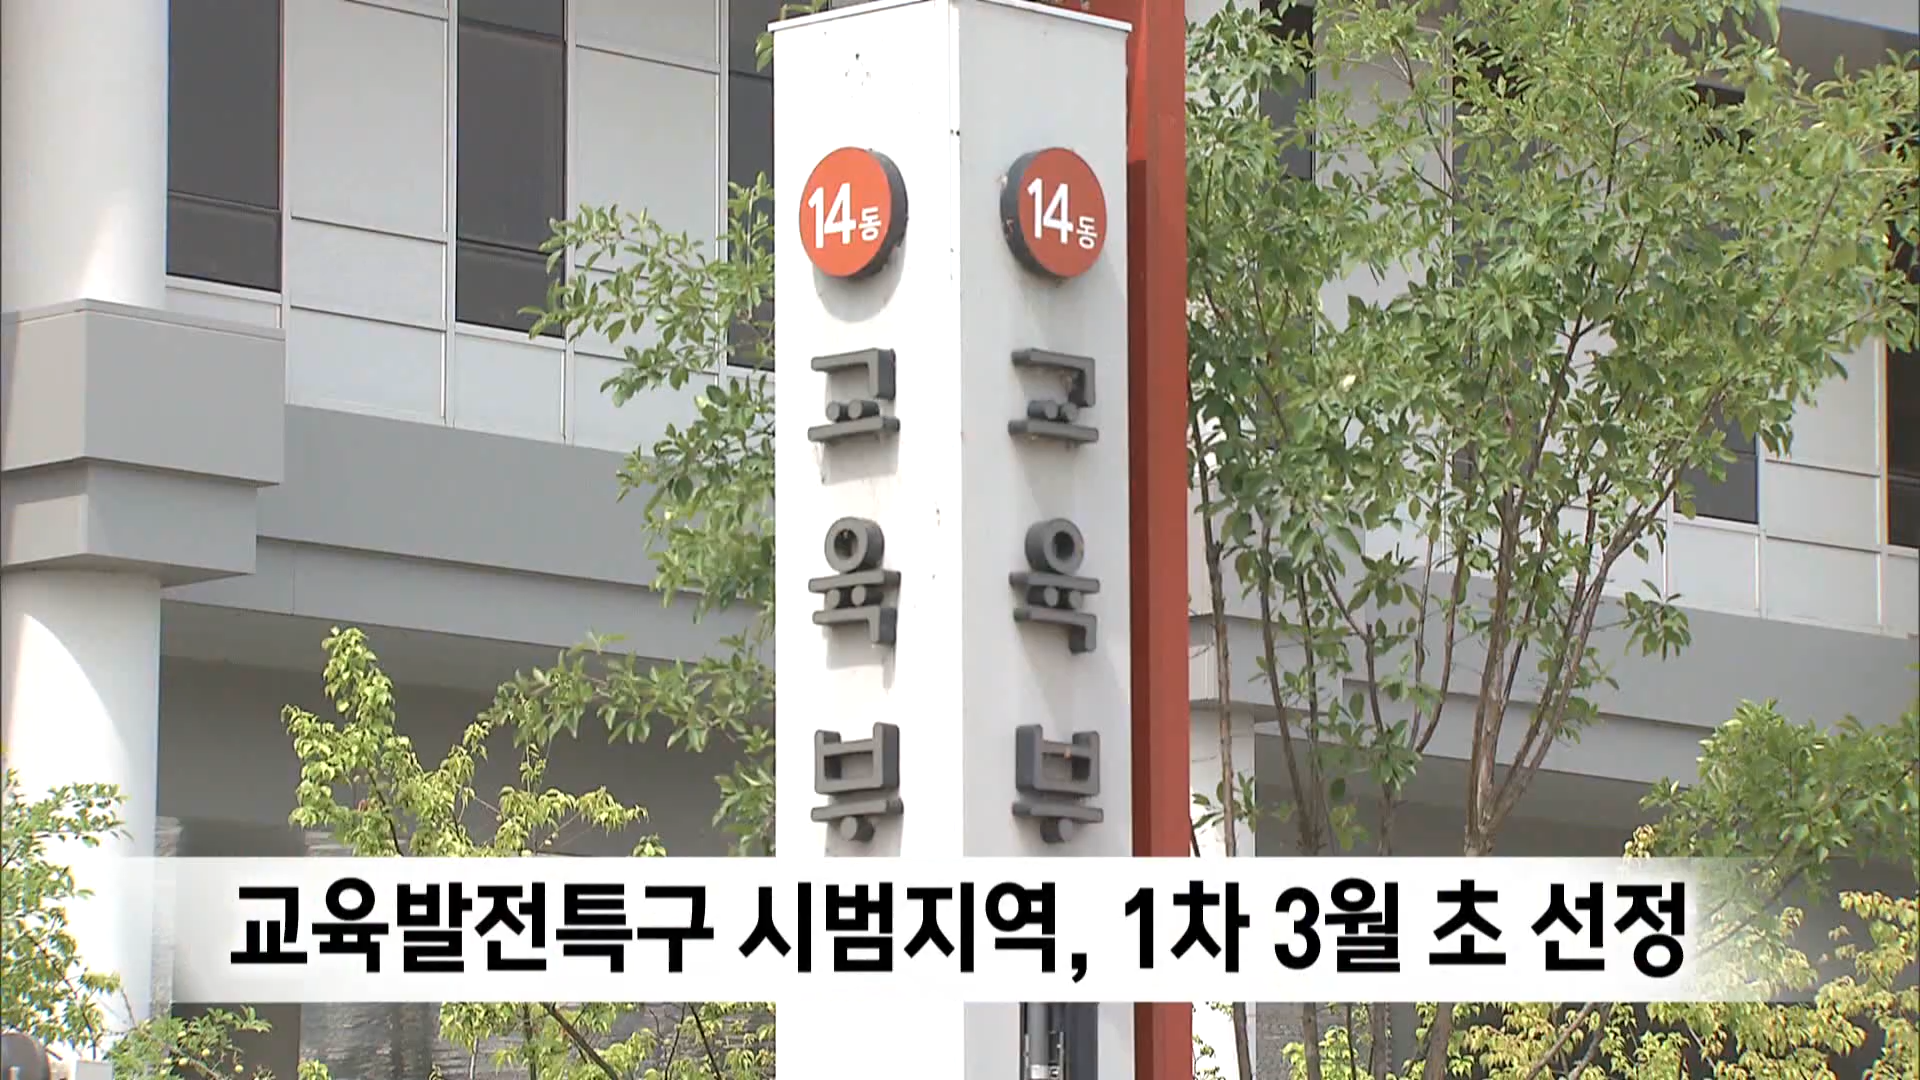 14동
교육부
14동
교육부
교육발전특구 시범지역, 1차 3월 초 선정